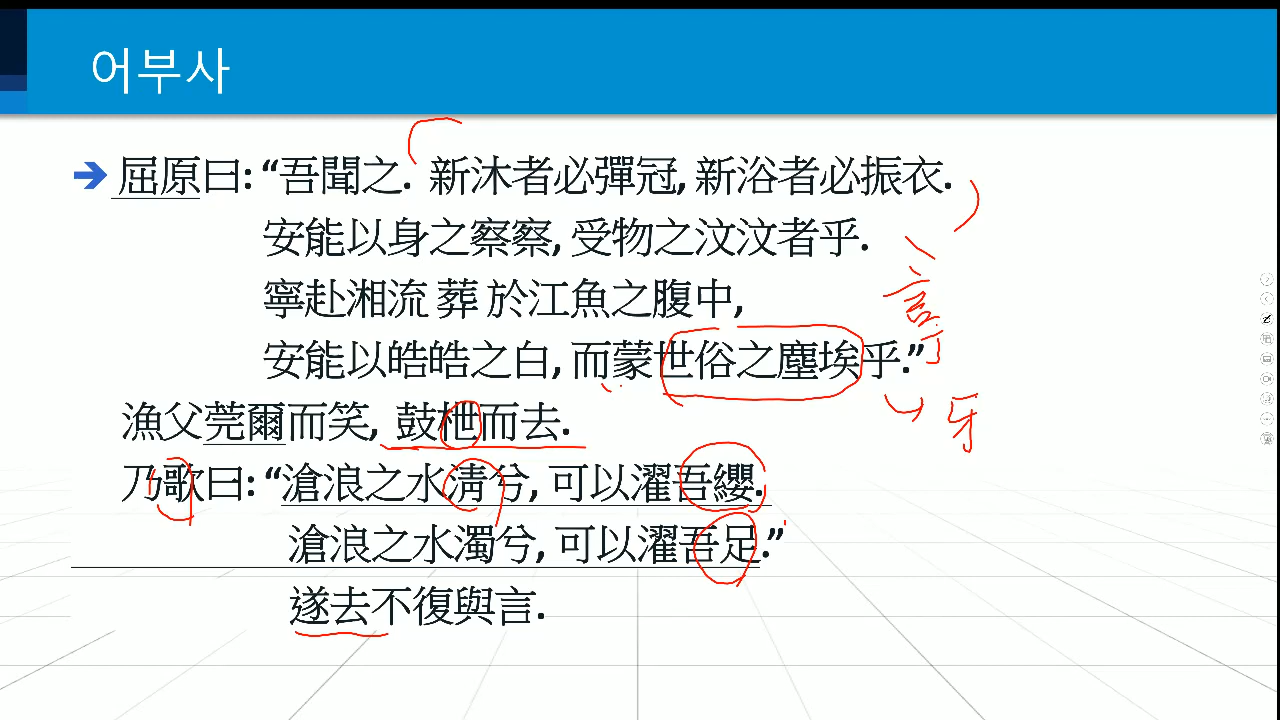 어부사
屈原曰: “吾聞之. 新沐者必彈冠, 新浴者必振衣.
安能以身之察察, 受物之汶汶者乎.
寧赴湘流 葬 於江魚之腹中,
安能以皓皓之白, 而蒙世俗之塵埃乎.”
漁父莞爾而笑, 鼓枻而去.
乃歌曰: “滄浪之水淸兮, 可以濯吾纓.
滄浪之水濁兮, 可以濯吾足.”
遂去不復與言.
牙